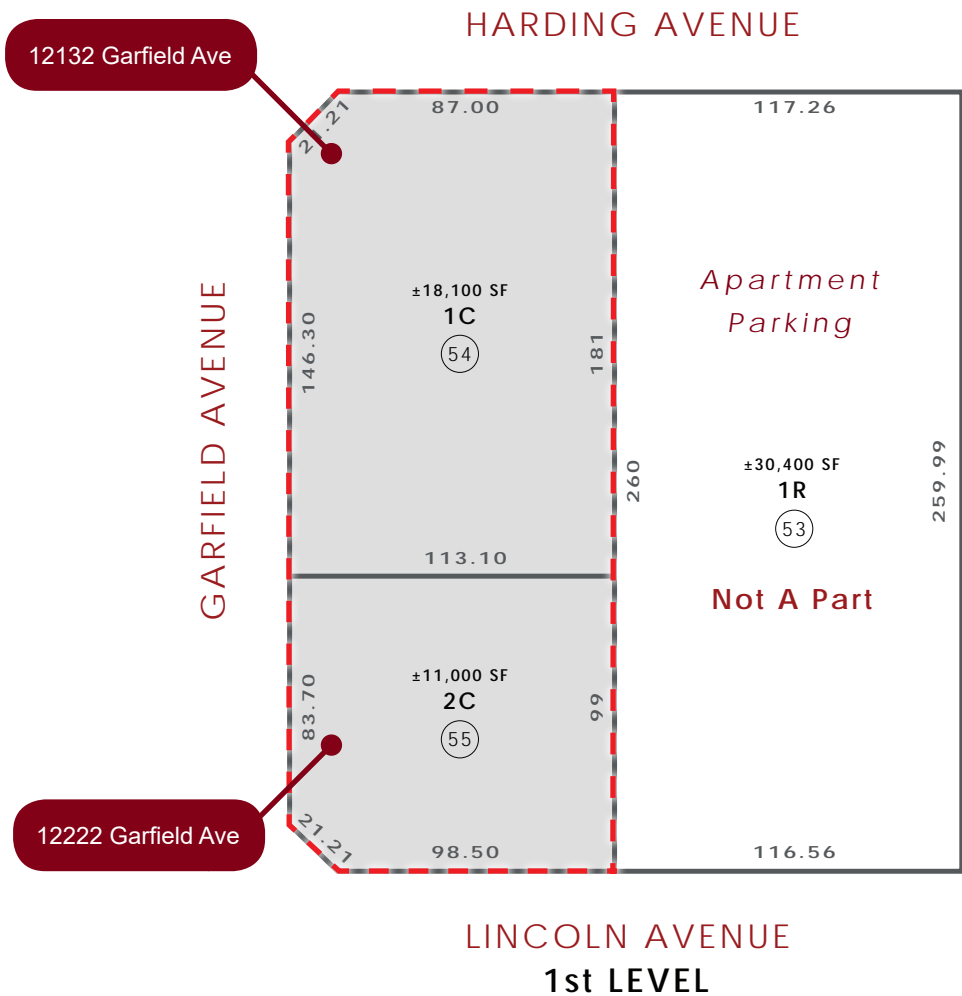 HARDING AVENUE
12132 Garfield Ave
21.21
87.00
117.26
GARFIELD AVENUE
146.30
±18,100 SF
1C
54
181
Apartment
Parking
260
±30,400 SF
1R
53
259.99
113.10
Not A Part
83.70
±11,000 SF
2C
55
99
12222 Garfield Ave
21.21
98.50
116.56
LINCOLN AVENUE
1st LEVEL